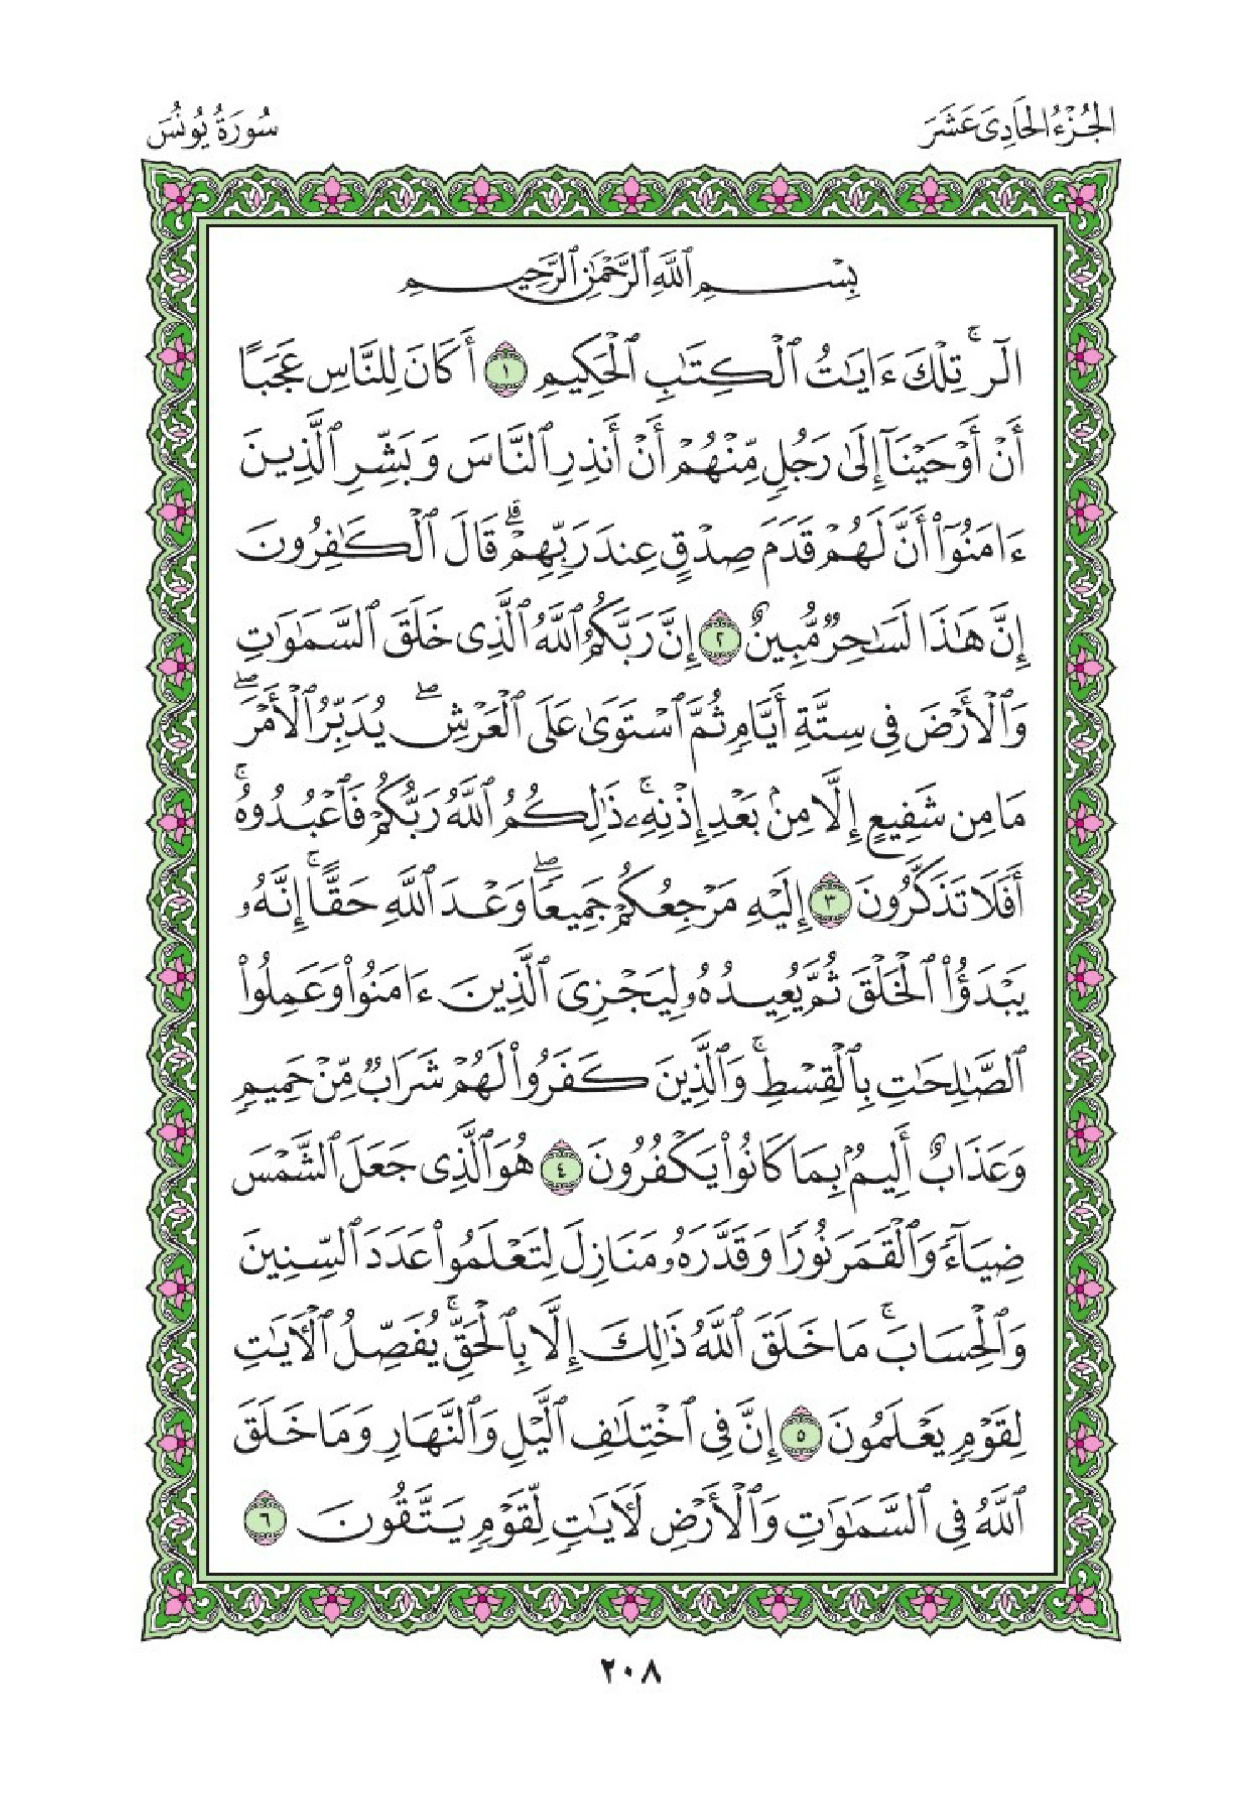 الجُزْءُ الحَادِى عَشَرَ
سُورَةُ يُونُسَ
بِسْمِ ٱللَّهِ ٱلرَّحْمَٰنِ ٱلرَّحِيمِ
الٓر ۚ تِلْكَ ءَايَٰتُ ٱلْكِتَٰبِ ٱلْحَكِيمِ ١ أَكَانَ لِلنَّاسِ عَجَبًا
أَنْ أَوْحَيْنَآ إِلَىٰ رَجُلٍ مِّنْهُمْ أَنْ أَنذِرِ ٱلنَّاسَ وَبَشِّرِ ٱلَّذِينَ
ءَامَنُوٓا۟ أَنَّ لَهُمْ قَدَمَ صِدْقٍ عِندَ رَبِّهِمْ ۗ قَالَ ٱلْكَٰفِرُونَ
إِنَّ هَٰذَا لَسَٰحِرٌ مُّبِينٌ ٢ إِنَّ رَبَّكُمُ ٱللَّهُ ٱلَّذِى خَلَقَ ٱلسَّمَٰوَٰتِ
وَٱلْأَرْضَ فِى سِتَّةِ أَيَّامٍ ثُمَّ ٱسْتَوَىٰ عَلَى ٱلْعَرْشِ ۖ يُدَبِّرُ ٱلْأَمْرَ ۖ
مَا مِن شَفِيعٍ إِلَّا مِنۢ بَعْدِ إِذْنِهِۦ ۚ ذَٰلِكُمُ ٱللَّهُ رَبُّكُمْ فَٱعْبُدُوهُ ۚ
أَفَلَا تَذَكَّرُونَ ٣ إِلَيْهِ مَرْجِعُكُمْ جَمِيعًا ۖ وَعْدَ ٱللَّهِ حَقًّا ۚ إِنَّهُۥ
يَبْدَؤُا۟ ٱلْخَلْقَ ثُمَّ يُعِيدُهُۥ لِيَجْزِىَ ٱلَّذِينَ ءَامَنُوا۟ وَعَمِلُوا۟
ٱلصَّٰلِحَٰتِ بِٱلْقِسْطِ ۚ وَٱلَّذِينَ كَفَرُوا۟ لَهُمْ شَرَابٌ مِّنْ حَمِيمٍ
وَعَذَابٌ أَلِيمٌۢ بِمَا كَانُوا۟ يَكْفُرُونَ ٤ هُوَ ٱلَّذِى جَعَلَ ٱلشَّمْسَ
ضِيَآءً وَٱلْقَمَرَ نُورًا وَقَدَّرَهُۥ مَنَازِلَ لِتَعْلَمُوا۟ عَدَدَ ٱلسِّنِينَ
وَٱلْحِسَابَ ۚ مَا خَلَقَ ٱللَّهُ ذَٰلِكَ إِلَّا بِٱلْحَقِّ ۚ يُفَصِّلُ ٱلْءَايَٰتِ
لِقَوْمٍ يَعْلَمُونَ ٥ إِنَّ فِى ٱخْتِلَٰفِ ٱلَّيْلِ وَٱلنَّهَارِ وَمَا خَلَقَ
ٱللَّهُ فِى ٱلسَّمَٰوَٰتِ وَٱلْأَرْضِ لَءَايَٰتٍ لِّقَوْمٍ يَتَّقُونَ ٦
٢٠٨